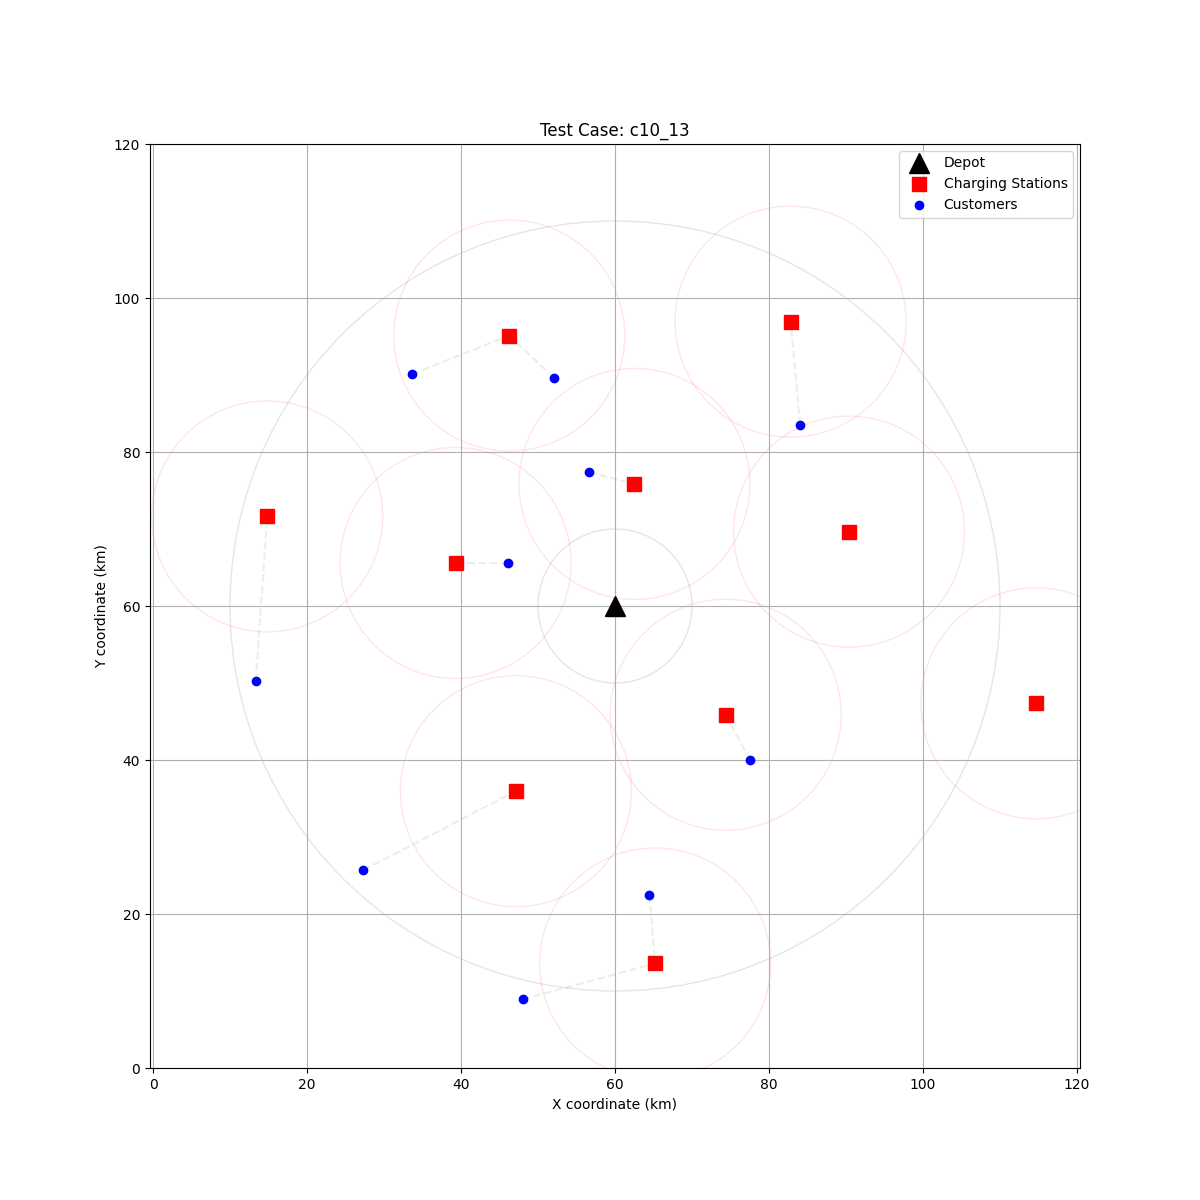 Test Case: c10_13
Depot
Charging Stations
Customers
120
100
80
60
40
20
0
Y coordinate (km)
0 20 40 60 80 100 120
X coordinate (km)